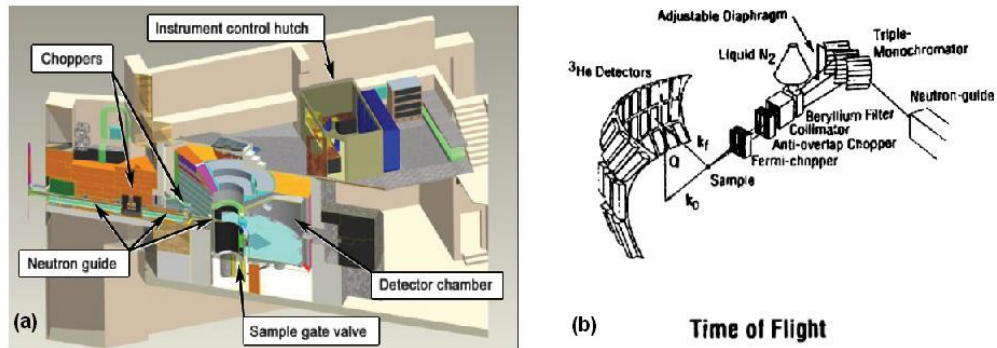 Instrument control hutch
Choppers
Neutron guide
Detector chamber
Sample gate valve
(a)
Adjustable Diaphragm
Triple-
Monochromator
Liquid N2
³He Detectors
Neutron-guide
Beryllium Filter
Collimator
Anti-overlap Chopper
Fermi-chopper
kf
Q
Sample
ko
(b)
Time of Flight